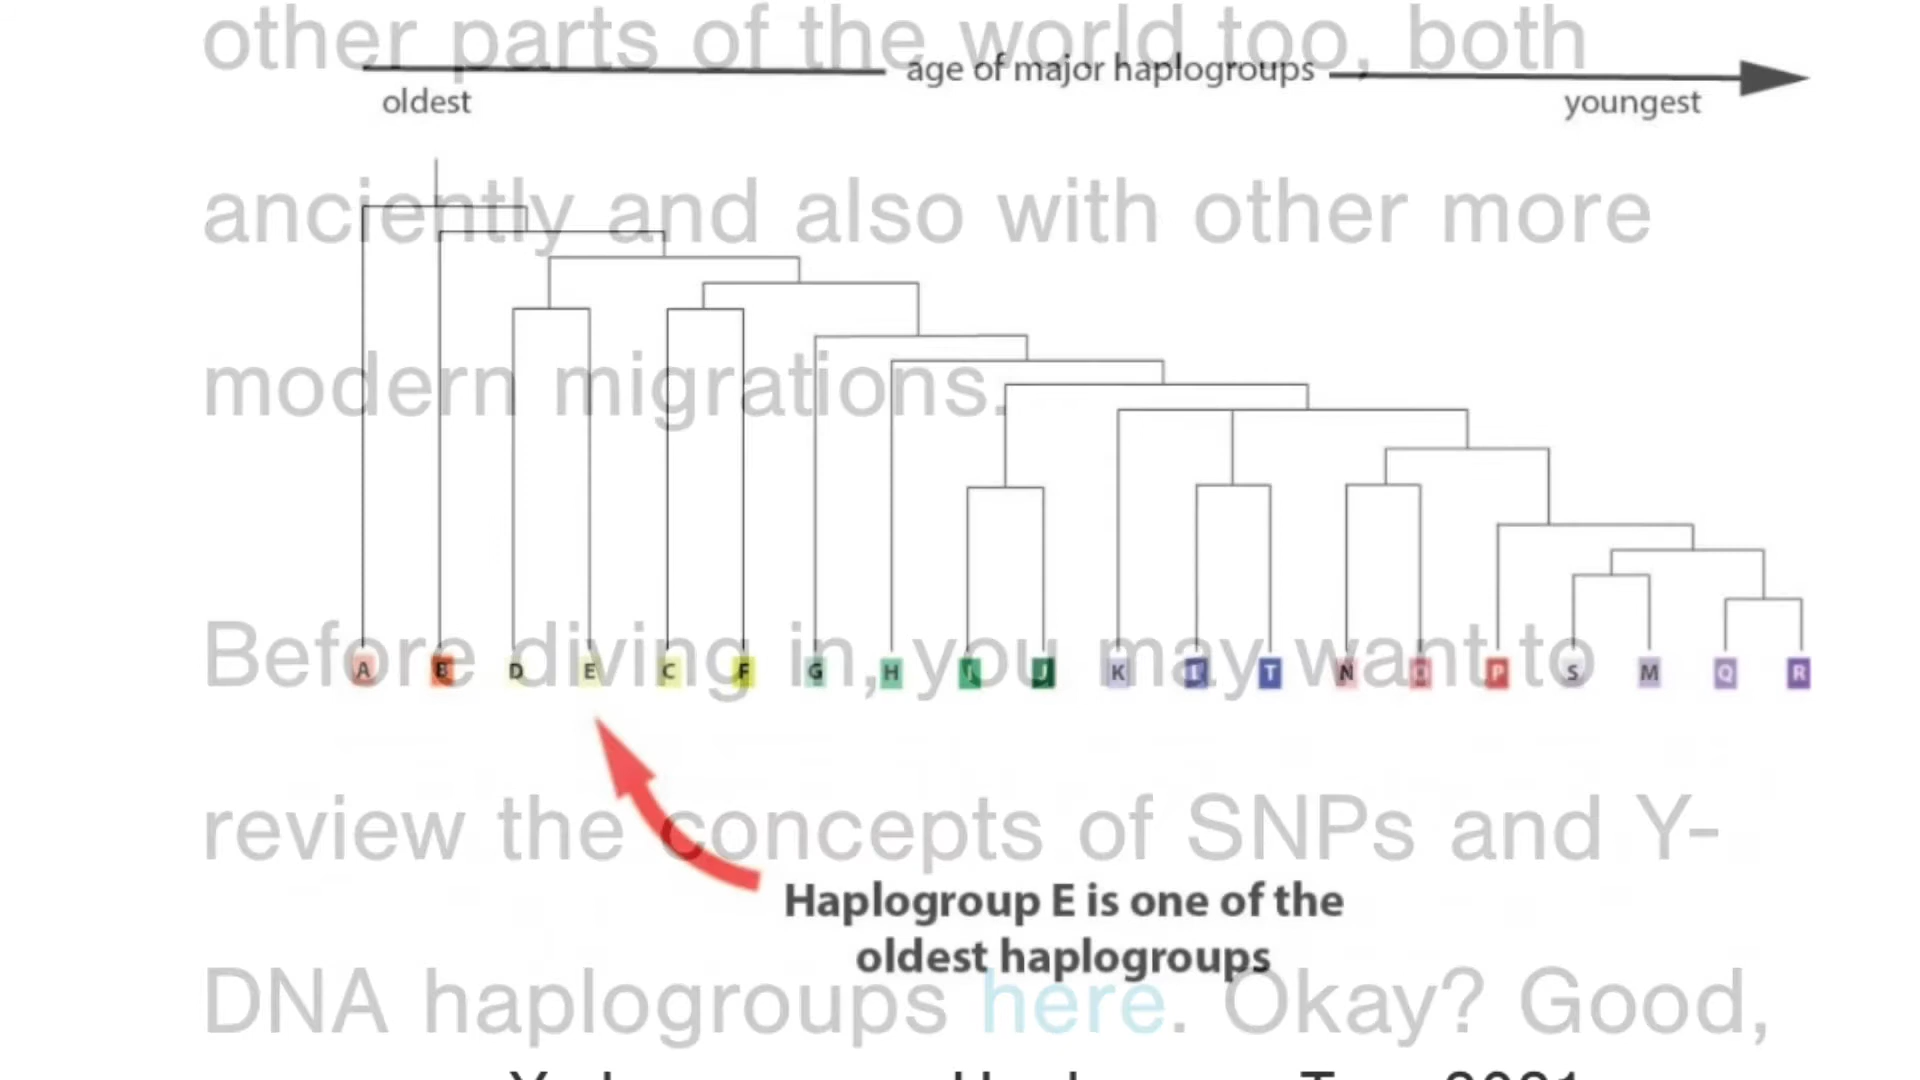 other parts of the world too, both
age of major haplogroups
oldest
youngest
anciently and also with other more
modern migrations.
Before diving in, you may want to
A B D E C F G H I J K L T N O P S M Q R
review the concepts of SNPs and Y-
Haplogroup E is one of the
oldest haplogroups
DNA haplogroups here. Okay? Good,